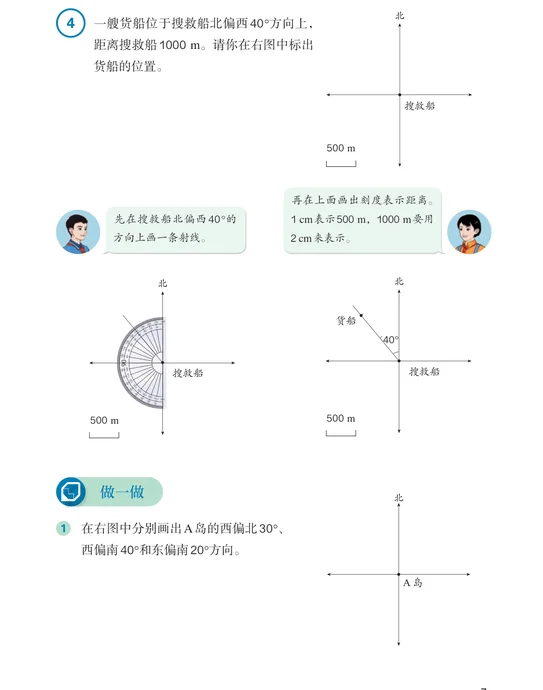 4 一艘货船位于搜救船北偏西40°方向上，
距离搜救船1000 m。请你在右图中标出
货船的位置。
北
搜救船
500 m
先在搜救船北偏西40°的
方向上画一条射线。
再在上面画出刻度表示距离。
1 cm表示500 m，1000 m要用
2 cm来表示。
北
90
搜救船
500 m
北
货船
40°
搜救船
500 m
做一做
1 在右图中分别画出A岛的西偏北30°、
西偏南40°和东偏南20°方向。
北
A 岛